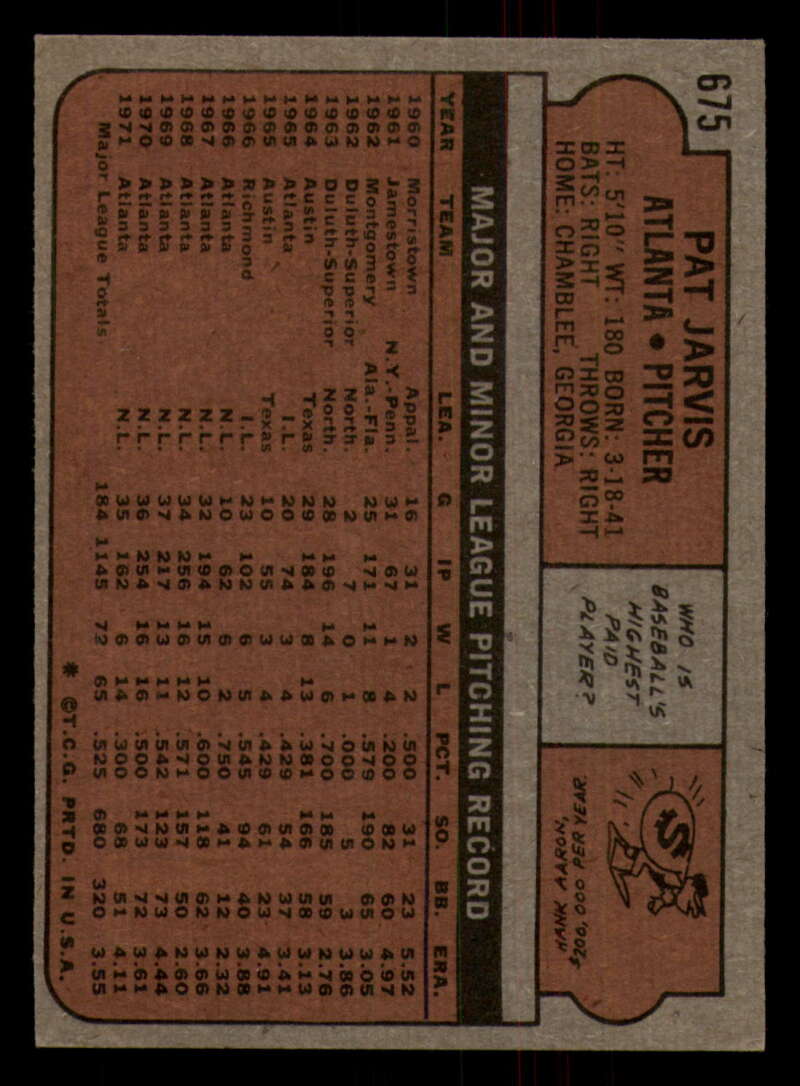 675
PAT JARVIS
ATLANTA • PITCHER
HT: 5'10" WT: 180 BORN: 3-18-41
BATS: RIGHT THROWS: RIGHT
HOME: CHAMBLEE, GEORGIA
WHO IS
BASEBALL'S
HIGHEST
PAID
PLAYER?
$
HANK AARON,
$200,000 PER YEAR
MAJOR AND MINOR LEAGUE PITCHING RECORD
YEAR TEAM LEA. G IP W L PCT. SO. BB. ERA.
1960 Morristown Appal. 16 31 2 2 .500 31 23 5.52
1961 Jamestown N.Y.-Penn. 31 67 1 4 .200 82 60 4.97
1962 Montgomery Ala.-Fla. 25 171 11 8 .579 190 65 3.05
1962 Duluth-Superior North. 2 7 0 1 .000 5 3 3.86
1963 Duluth-Superior North. 28 196 14 6 .700 185 59 2.76
1964 Austin Texas 29 184 8 13 .381 166 58 3.13
1965 Atlanta I.L. 20 74 3 4 .429 54 37 3.41
1965 Austin Texas 10 55 3 4 .429 61 23 4.91
1966 Richmond I.L. 23 102 6 5 .545 94 40 3.88
1966 Atlanta N.L. 10 62 6 2 .750 41 12 2.32
1967 Atlanta N.L. 32 194 15 10 .600 118 62 3.66
1968 Atlanta N.L. 34 256 16 12 .571 157 50 2.60
1969 Atlanta N.L. 37 217 13 11 .542 123 73 4.44
1970 Atlanta N.L. 36 254 16 16 .500 173 72 3.61
1971 Atlanta N.L. 35 162 6 14 .300 68 51 4.11
Major League Totals 184 1145 72 65 .525 680 320 3.55
* ©T.C.G. PRTD. IN U.S.A.